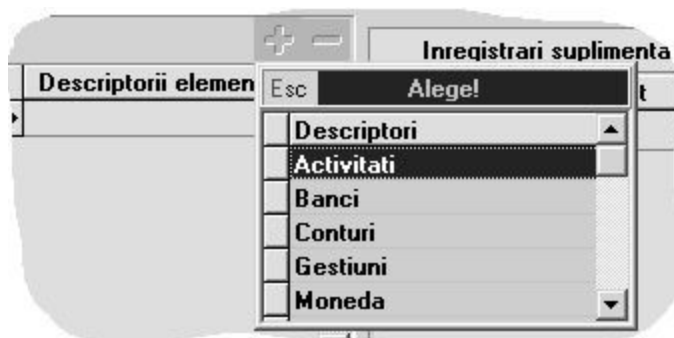 Inregistrari suplimenta
Descriptorii elemen
t
Esc Alege!
Descriptori
Activitati
Banci
Conturi
Gestiuni
Moneda